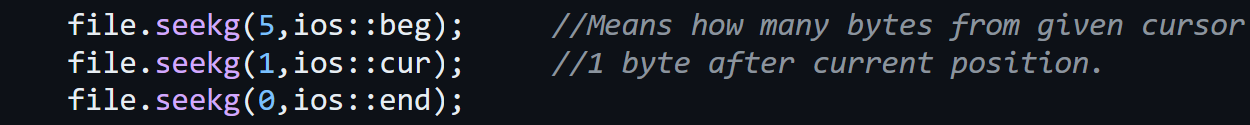 file.seekg(5,ios::beg);     //Means how many bytes from given cursor
file.seekg(1,ios::cur);     //1 byte after current position.
file.seekg(0,ios::end);